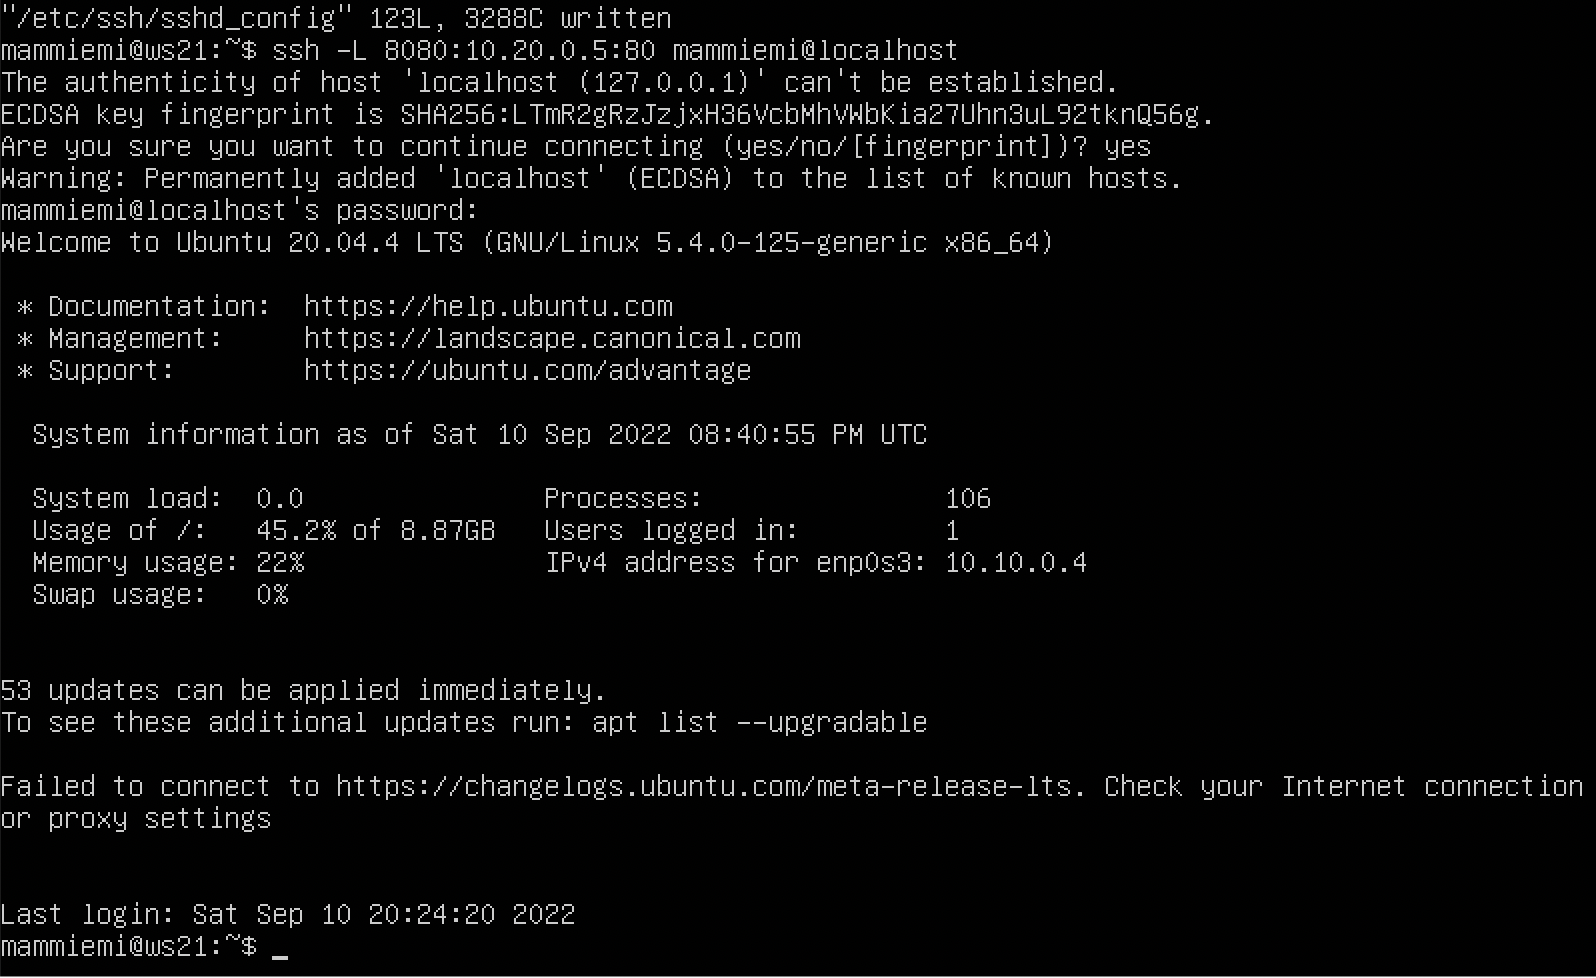 "/etc/ssh/sshd_config" 123L, 3288C written
mammiemi@ws21:~$ ssh -L 8080:10.20.0.5:80 mammiemi@localhost
The authenticity of host 'localhost (127.0.0.1)' can't be established.
ECDSA key fingerprint is SHA256:LTmR2gRzJzjxH36VcbMhVWbKia27Uhn3uL92tknQ56g.
Are you sure you want to continue connecting (yes/no/[fingerprint])? yes
Warning: Permanently added 'localhost' (ECDSA) to the list of known hosts.
mammiemi@localhost's password:
Welcome to Ubuntu 20.04.4 LTS (GNU/Linux 5.4.0-125-generic x86_64)

 * Documentation:  https://help.ubuntu.com
 * Management:     https://landscape.canonical.com
 * Support:        https://ubuntu.com/advantage

  System information as of Sat 10 Sep 2022 08:40:55 PM UTC

  System load:  0.0               Processes:               106
  Usage of /:   45.2% of 8.87GB   Users logged in:         1
  Memory usage: 22%               IPv4 address for enp0s3: 10.10.0.4
  Swap usage:   0%

53 updates can be applied immediately.
To see these additional updates run: apt list --upgradable

Failed to connect to https://changelogs.ubuntu.com/meta-release-lts. Check your Internet connection
or proxy settings

Last login: Sat Sep 10 20:24:20 2022
mammiemi@ws21:~$ _